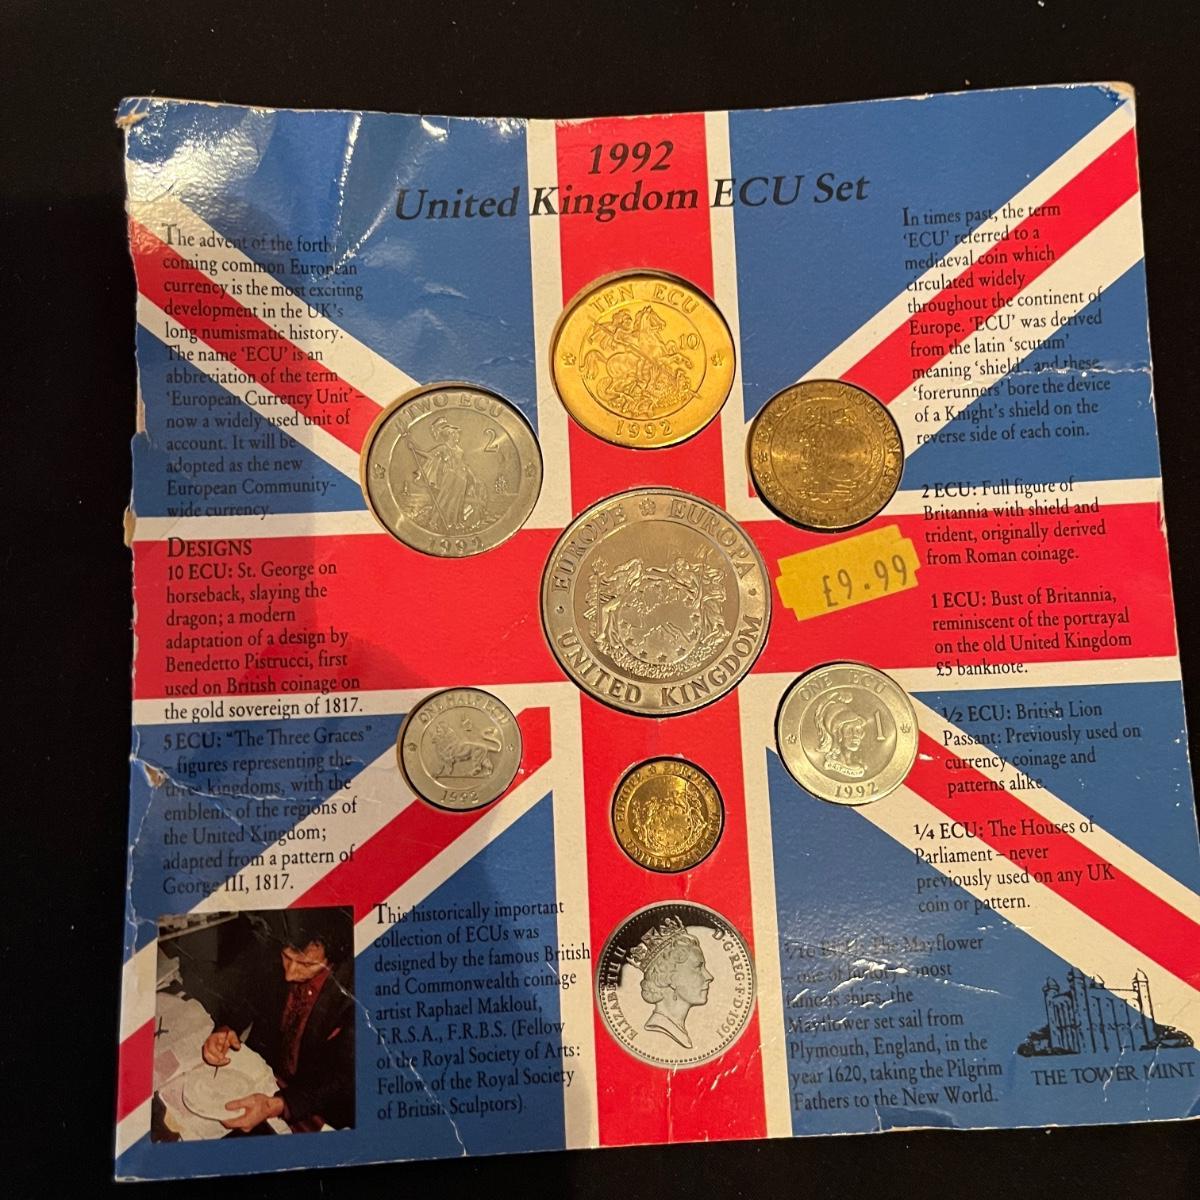 1992
United Kingdom ECU Set
The advent of the forth-
coming common European
currency is the most exciting
development in the UK's
long numismatic history.
The name 'ECU' is an
abbreviation of the term
'European Currency Unit' –
now a widely used unit of
account. It will be
adopted as the new
European Community-
wide currency.
DESIGNS
10 ECU: St. George on
horseback, slaying the
dragon; a modern
adaptation of a design by
Benedetto Pistrucci, first
used on British coinage on
the gold sovereign of 1817.
5 ECU: "The Three Graces"
– figures representing the
three kingdoms, with the
emblems of the regions of
the United Kingdom;
adapted from a pattern of
George III, 1817.
This historically important
collection of ECUs was
designed by the famous British
and Commonwealth coinage
artist Raphael Maklouf,
F.R.S.A., F.R.B.S. (Fellow
of the Royal Society of Arts:
Fellow of the Royal Society
of British Sculptors).
TEN ECU
10
1992
TWO ECU
2
1992
EUROPE EUROPA
UNITED KINGDOM
£9.99
ONE HALF ECU
1992
ONE ECU
1
1992
ELIZABETH II D·G·REG·F·D·1991
In times past, the term
'ECU' referred to a
mediaeval coin which
circulated widely
throughout the continent of
Europe. 'ECU' was derived
from the latin 'scutum'
meaning 'shield' and these
'forerunners' bore the device
of a Knight's shield on the
reverse side of each coin.
2 ECU: Full figure of
Britannia with shield and
trident, originally derived
from Roman coinage.
1 ECU: Bust of Britannia,
reminiscent of the portrayal
on the old United Kingdom
£5 banknote.
1/2 ECU: British Lion
Passant: Previously used on
currency coinage and
patterns alike.
1/4 ECU: The Houses of
Parliament – never
previously used on any UK
coin or pattern.
The Mayflower
– one of history's most
famous ships, the
Mayflower set sail from
Plymouth, England, in the
year 1620, taking the Pilgrim
Fathers to the New World.
THE TOWER MINT